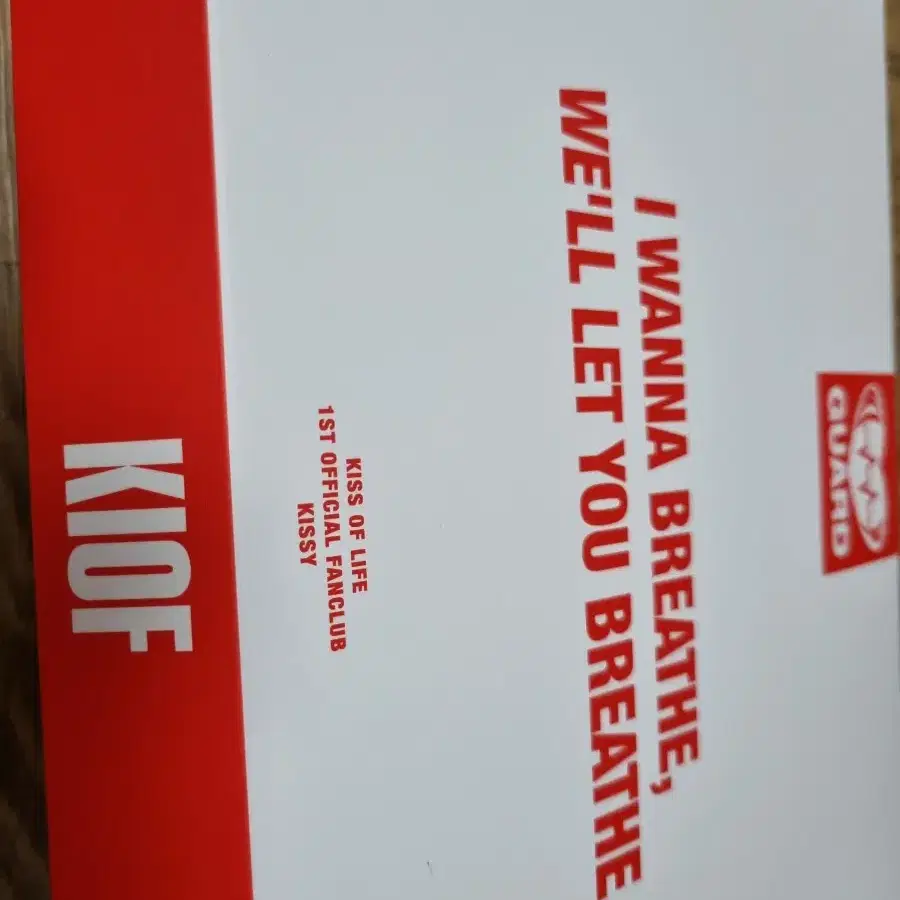 GUARD
I WANNA BREATHE,
WE'LL LET YOU BREATHE
KISS OF LIFE
1ST OFFICIAL FANCLUB
KISSY
KIOF